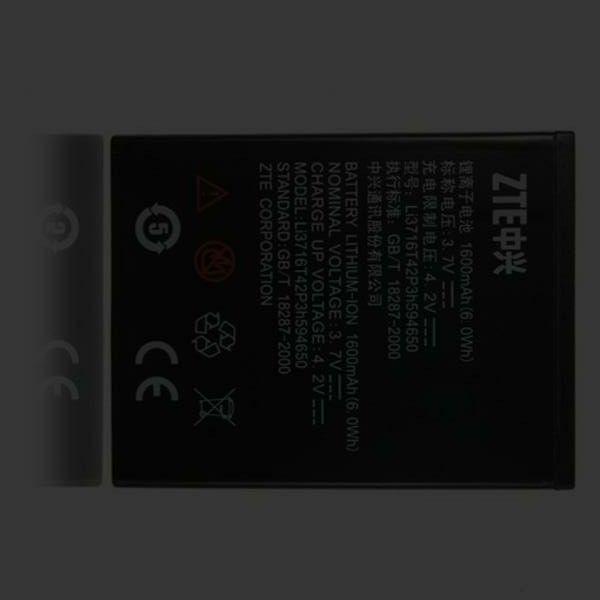 ZTE中兴
锂离子电池 1600mAh(6.0Wh)
标称电压:3.7V
充电限制电压:4.2V
型号:Li3716T42P3h594650
执行标准: GB/T 18287-2000
中兴通讯股份有限公司
BATTERY LITHIUM-ION 1600mAh(6.0Wh)
NOMINAL VOLTAGE:3.7V
CHARGE UP VOLTAGE:4.2V
MODEL:Li3716T42P3h594650
STANDARD:GB/T 18287-2000
ZTE CORPORATION
5
CE
CE